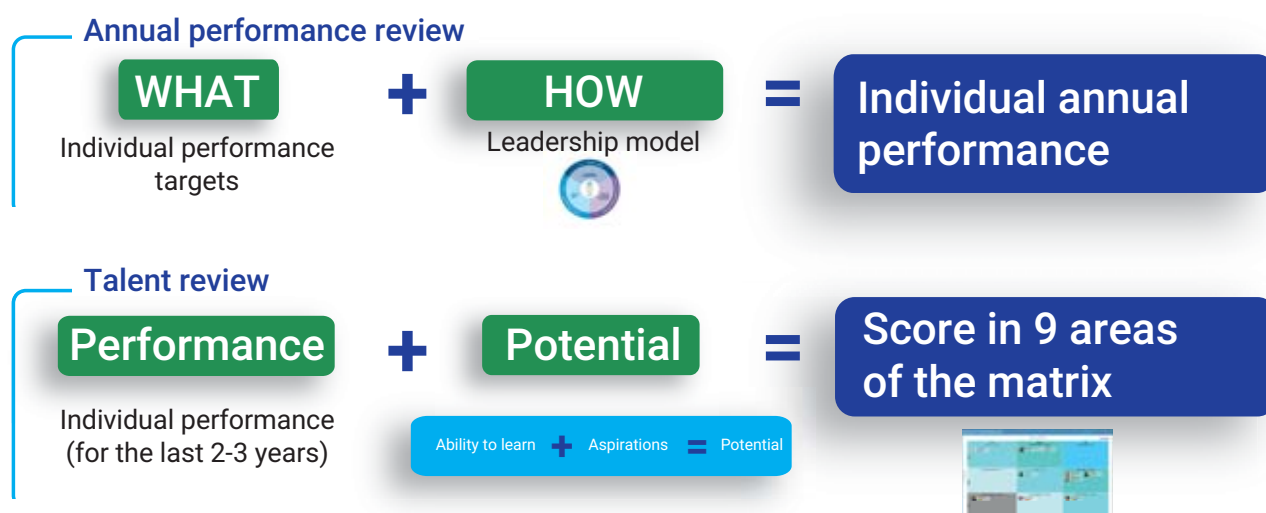 Annual performance review
WHAT
+
HOW
=
Individual annual
performance
Individual performance
targets
Leadership model
Talent review
Performance
+
Potential
=
Score in 9 areas
of the matrix
Individual performance
(for the last 2-3 years)
Ability to learn + Aspirations = Potential